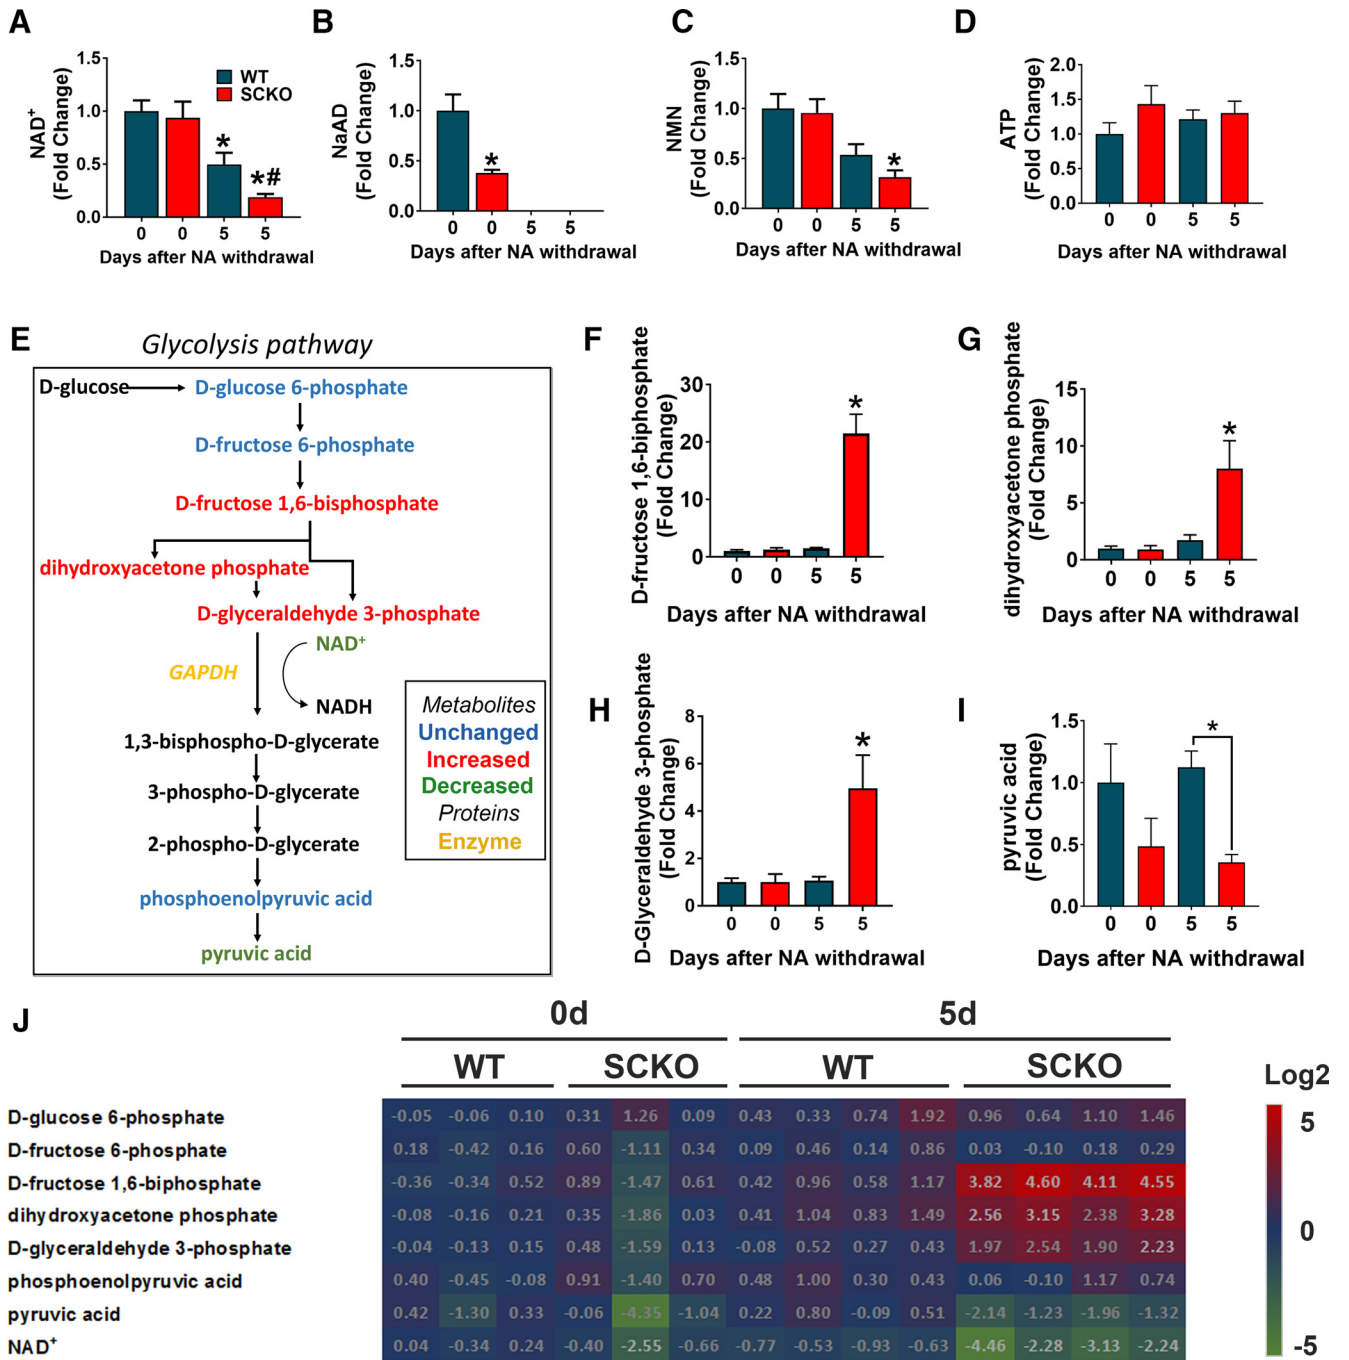 A
NAD+
(Fold Change)
1.5
1.0
0.5
0.0
WT
SCKO
*
*#
0 0 5 5
Days after NA withdrawal
B
NaAD
(Fold Change)
1.5
1.0
0.5
0.0
*
0 0 5 5
Days after NA withdrawal
C
NMN
(Fold Change)
1.5
1.0
0.5
0.0
*
0 0 5 5
Days after NA withdrawal
D
ATP
(Fold Change)
2.0
1.5
1.0
0.5
0.0
0 0 5 5
Days after NA withdrawal
E
Glycolysis pathway
D-glucose
D-glucose 6-phosphate
D-fructose 6-phosphate
D-fructose 1,6-bisphosphate
dihydroxyacetone phosphate
D-glyceraldehyde 3-phosphate
NAD+
GAPDH
NADH
1,3-bisphospho-D-glycerate
3-phospho-D-glycerate
2-phospho-D-glycerate
phosphoenolpyruvic acid
pyruvic acid
Metabolites
Unchanged
Increased
Decreased
Proteins
Enzyme
F
D-fructose 1,6-biphosphate
(Fold Change)
30
20
10
0
*
0 0 5 5
Days after NA withdrawal
G
dihydroxyacetone phosphate
(Fold Change)
15
10
5
0
*
0 0 5 5
Days after NA withdrawal
H
D-Glyceraldehyde 3-phosphate
(Fold Change)
8
6
4
2
0
*
0 0 5 5
Days after NA withdrawal
I
pyruvic acid
(Fold Change)
1.5
1.0
0.5
0.0
*
0 0 5 5
Days after NA withdrawal
J
0d 5d
WT SCKO WT SCKO
D-glucose 6-phosphate -0.05 -0.06 0.10 0.31 1.26 0.09 0.43 0.33 0.74 1.92 0.96 0.64 1.10 1.46
D-fructose 6-phosphate 0.18 -0.42 0.16 0.60 -1.11 0.34 0.09 0.46 0.14 0.86 0.03 -0.10 0.18 0.29
D-fructose 1,6-biphosphate -0.36 -0.34 0.52 0.89 -1.47 0.61 0.42 0.96 0.58 1.17 3.82 4.60 4.11 4.55
dihydroxyacetone phosphate -0.08 -0.16 0.21 0.35 -1.86 0.03 0.41 1.04 0.83 1.49 2.56 3.15 2.38 3.28
D-glyceraldehyde 3-phosphate -0.04 -0.13 0.15 0.48 -1.59 0.13 -0.08 0.52 0.27 0.43 1.97 2.54 1.90 2.23
phosphoenolpyruvic acid 0.40 -0.45 -0.08 0.91 -1.40 0.70 0.48 1.00 0.30 0.43 0.06 -0.10 1.17 0.74
pyruvic acid 0.42 -1.30 0.33 -0.06 -4.35 -1.04 0.22 0.80 -0.09 0.51 -2.14 -1.23 -1.96 -1.32
NAD+ 0.04 -0.34 0.24 -0.40 -2.55 -0.66 -0.77 -0.53 -0.93 -0.63 -4.46 -2.28 -3.13 -2.24
Log2
5
0
-5